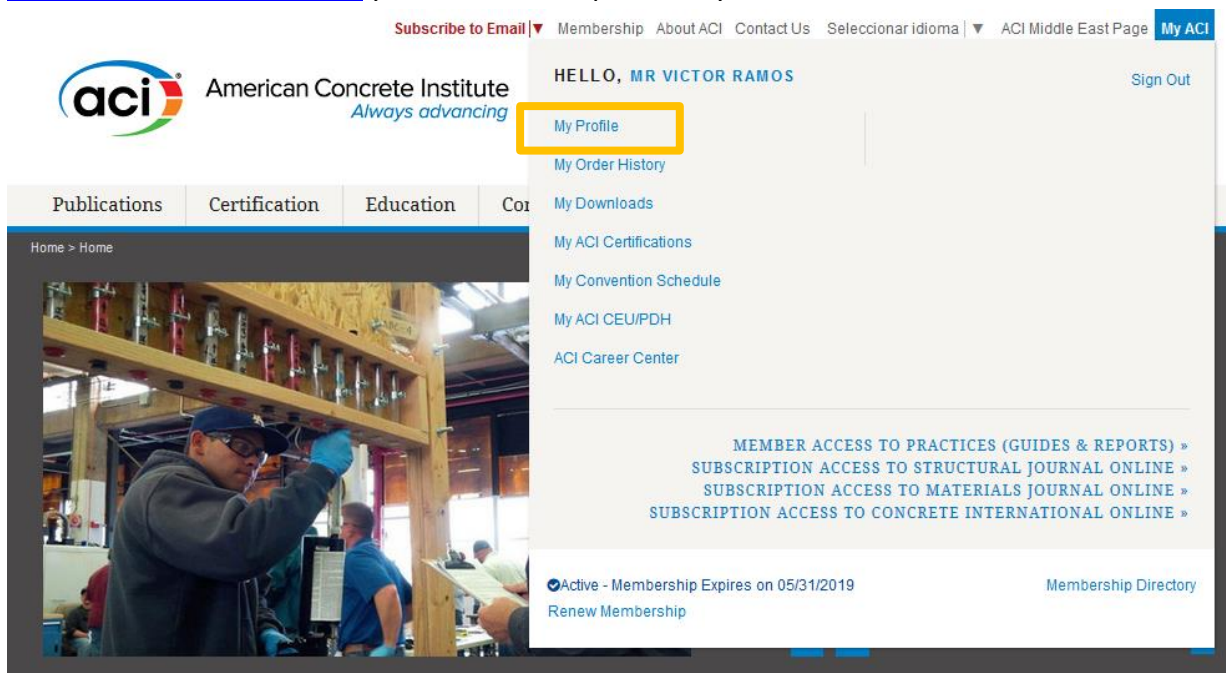 Subscribe to Email|▼ Membership About ACI Contact Us Seleccionar idioma | ▼ ACI Middle East Page My ACI
aci
American Concrete Institute
Always advancing
HELLO, MR VICTOR RAMOS
Sign Out
My Profile
My Order History
My Downloads
My ACI Certifications
My Convention Schedule
My ACI CEU/PDH
ACI Career Center
Publications Certification Education Co
Home > Home
MEMBER ACCESS TO PRACTICES (GUIDES & REPORTS) »
SUBSCRIPTION ACCESS TO STRUCTURAL JOURNAL ONLINE »
SUBSCRIPTION ACCESS TO MATERIALS JOURNAL ONLINE »
SUBSCRIPTION ACCESS TO CONCRETE INTERNATIONAL ONLINE »
Active - Membership Expires on 05/31/2019
Membership Directory
Renew Membership